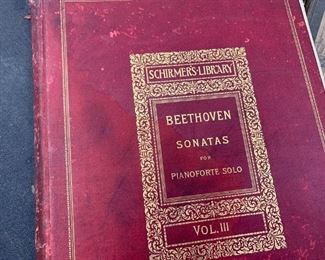 SCHIRMER'S LIBRARY
BEETHOVEN
SONATAS
FOR
PIANOFORTE SOLO
VOL. III